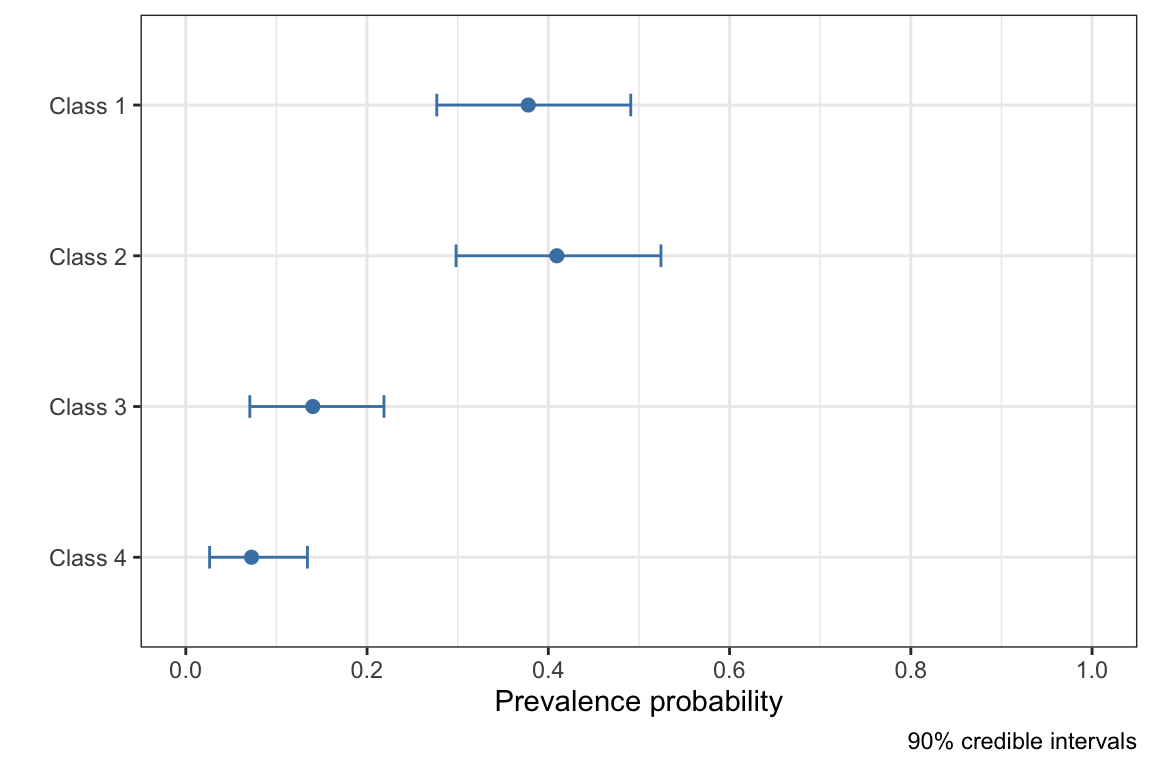 Class 1
Class 2
Class 3
Class 4
0.0 0.2 0.4 0.6 0.8 1.0
Prevalence probability
90% credible intervals